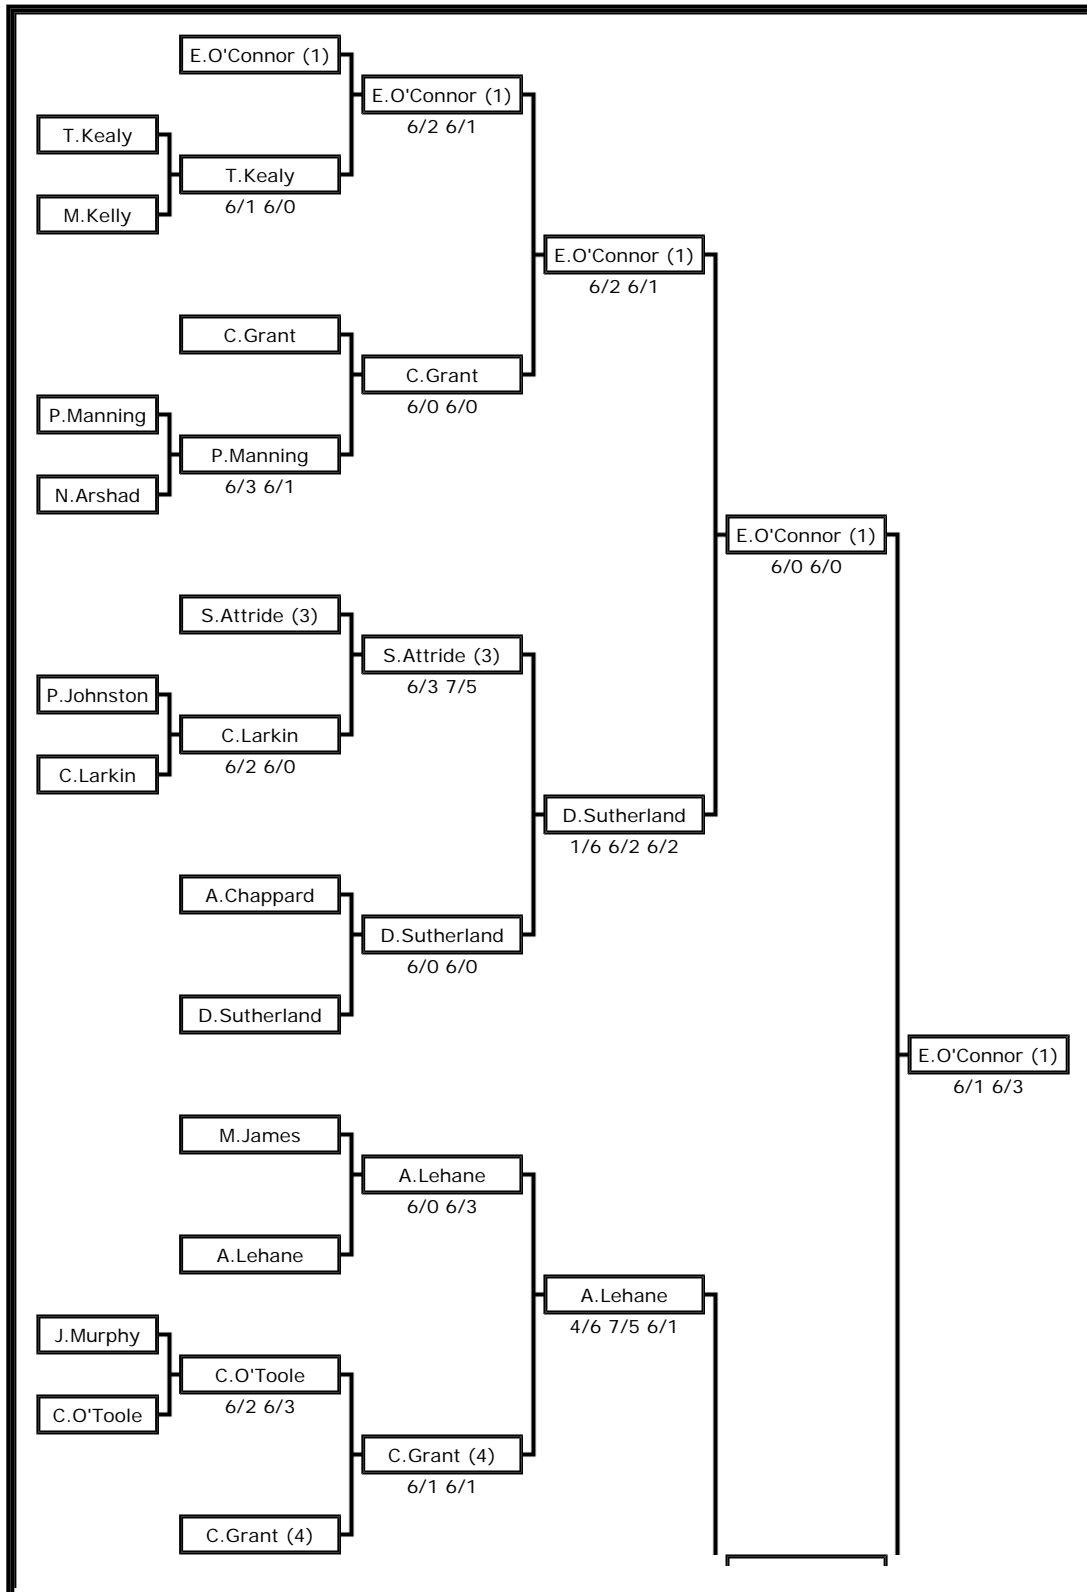 E.O'Connor (1)
E.O'Connor (1)
6/2 6/1
T.Kealy
T.Kealy
6/1 6/0
M.Kelly
E.O'Connor (1)
6/2 6/1
C.Grant
C.Grant
6/0 6/0
P.Manning
P.Manning
6/3 6/1
N.Arshad
E.O'Connor (1)
6/0 6/0
S.Attride (3)
S.Attride (3)
6/3 7/5
P.Johnston
C.Larkin
6/2 6/0
C.Larkin
D.Sutherland
1/6 6/2 6/2
A.Chappard
D.Sutherland
6/0 6/0
D.Sutherland
E.O'Connor (1)
6/1 6/3
M.James
A.Lehane
6/0 6/3
A.Lehane
A.Lehane
4/6 7/5 6/1
J.Murphy
C.O'Toole
6/2 6/3
C.O'Toole
C.Grant (4)
6/1 6/1
C.Grant (4)